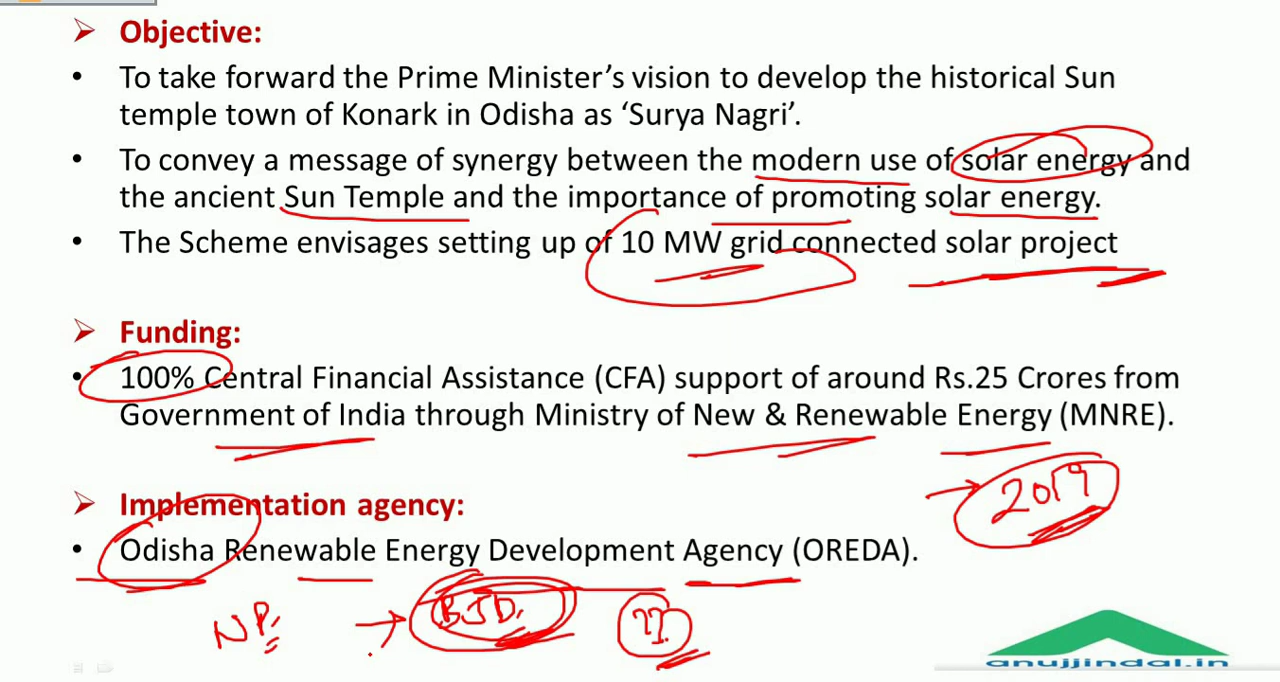 ➢ Objective:
• To take forward the Prime Minister’s vision to develop the historical Sun
temple town of Konark in Odisha as ‘Surya Nagri’.
• To convey a message of synergy between the modern use of solar energy and
the ancient Sun Temple and the importance of promoting solar energy.
• The Scheme envisages setting up of 10 MW grid connected solar project
➢ Funding:
• 100% Central Financial Assistance (CFA) support of around Rs.25 Crores from
Government of India through Ministry of New & Renewable Energy (MNRE).
2019
➢ Implementation agency:
• Odisha Renewable Energy Development Agency (OREDA).
NP. → BJD. ??
anujjindal.in